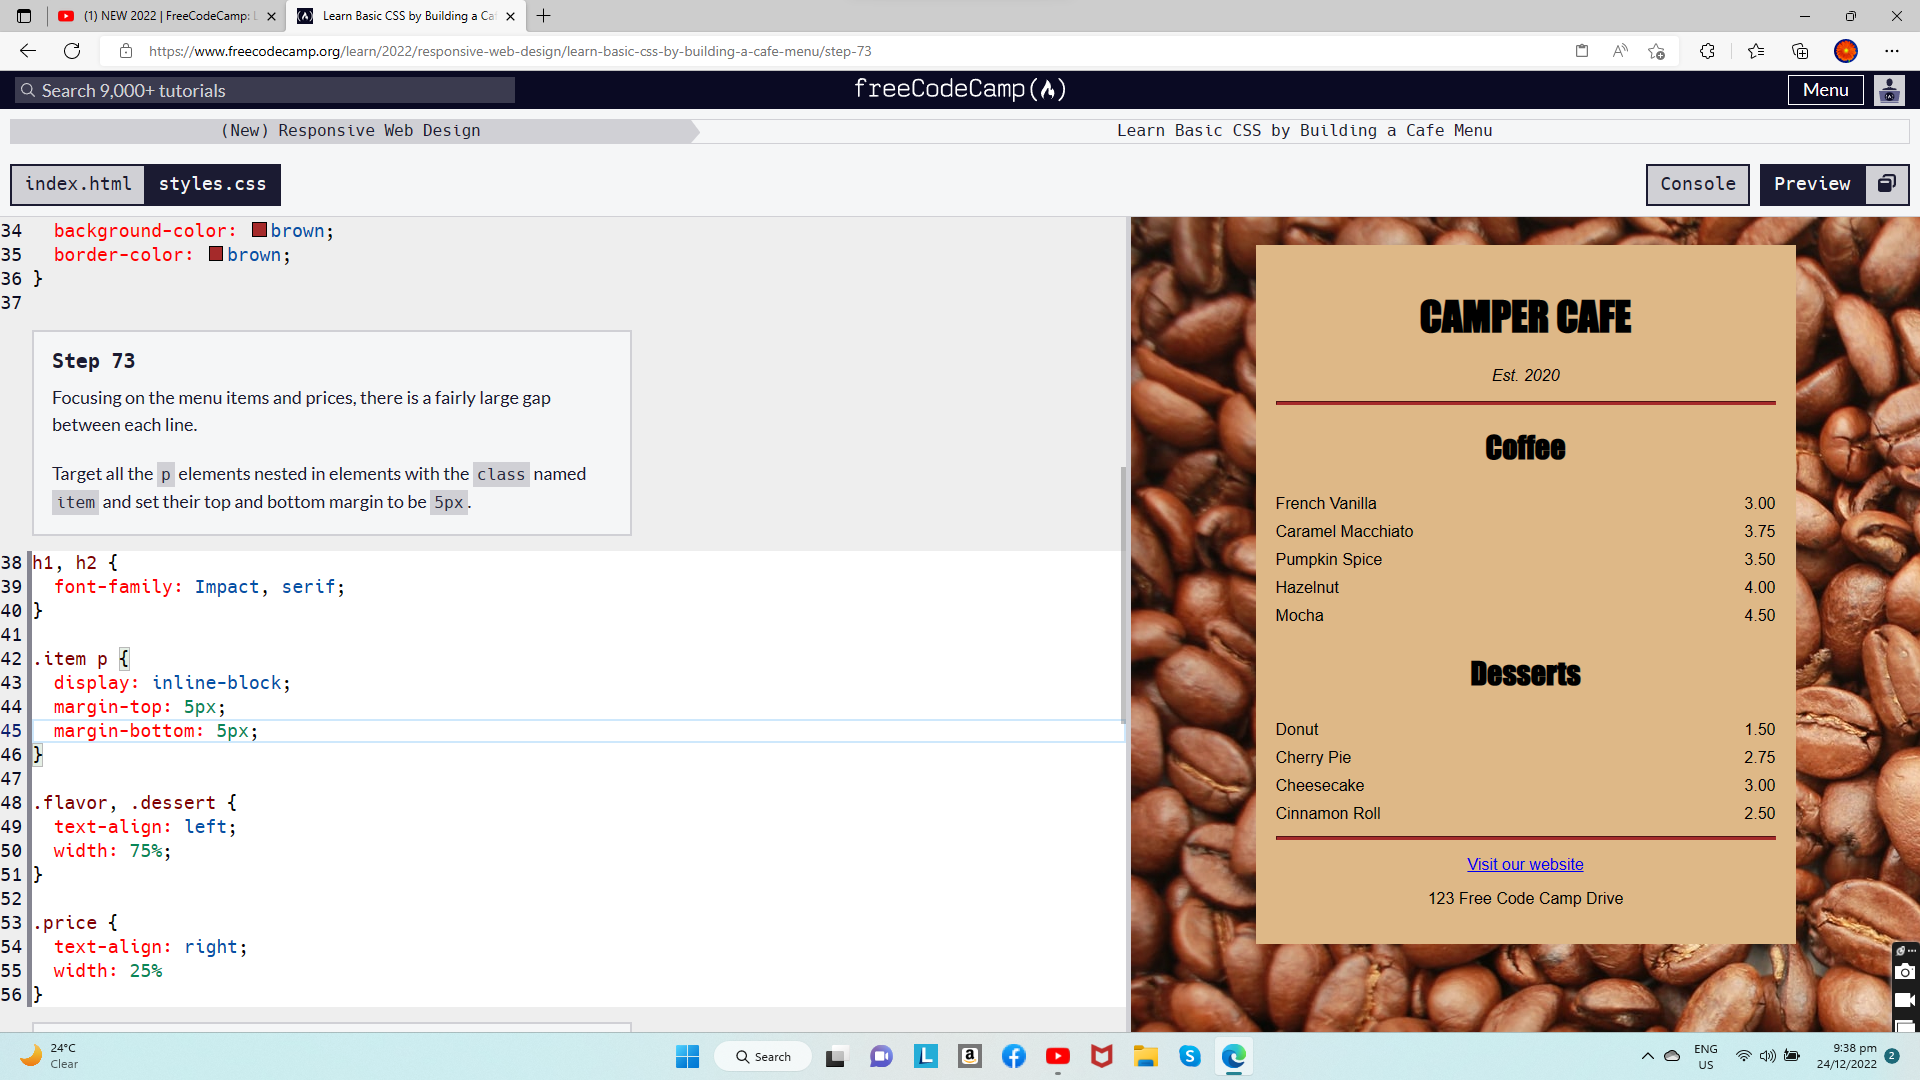 (1) NEW 2022 | FreeCodeCamp:
Learn Basic CSS by Building a Ca
https://www.freecodecamp.org/learn/2022/responsive-web-design/learn-basic-css-by-building-a-cafe-menu/step-73
Search 9,000+ tutorials
freeCodeCamp
Menu
(New) Responsive Web Design
Learn Basic CSS by Building a Cafe Menu
index.html
styles.css
Console
Preview
34 background-color: brown;
35 border-color: brown;
36 }
37
Step 73
Focusing on the menu items and prices, there is a fairly large gap
between each line.
Target all the p elements nested in elements with the class named
item and set their top and bottom margin to be 5px.
38 h1, h2 {
39 font-family: Impact, serif;
40 }
41
42 .item p {
43 display: inline-block;
44 margin-top: 5px;
45 margin-bottom: 5px;
46 }
47
48 .flavor, .dessert {
49 text-align: left;
50 width: 75%;
51 }
52
53 .price {
54 text-align: right;
55 width: 25%
56 }
CAMPER CAFE
Est. 2020
Coffee
French Vanilla 3.00
Caramel Macchiato 3.75
Pumpkin Spice 3.50
Hazelnut 4.00
Mocha 4.50
Desserts
Donut 1.50
Cherry Pie 2.75
Cheesecake 3.00
Cinnamon Roll 2.50
Visit our website
123 Free Code Camp Drive
24°C
Clear
Search
ENG
US
9:38 pm
24/12/2022
2